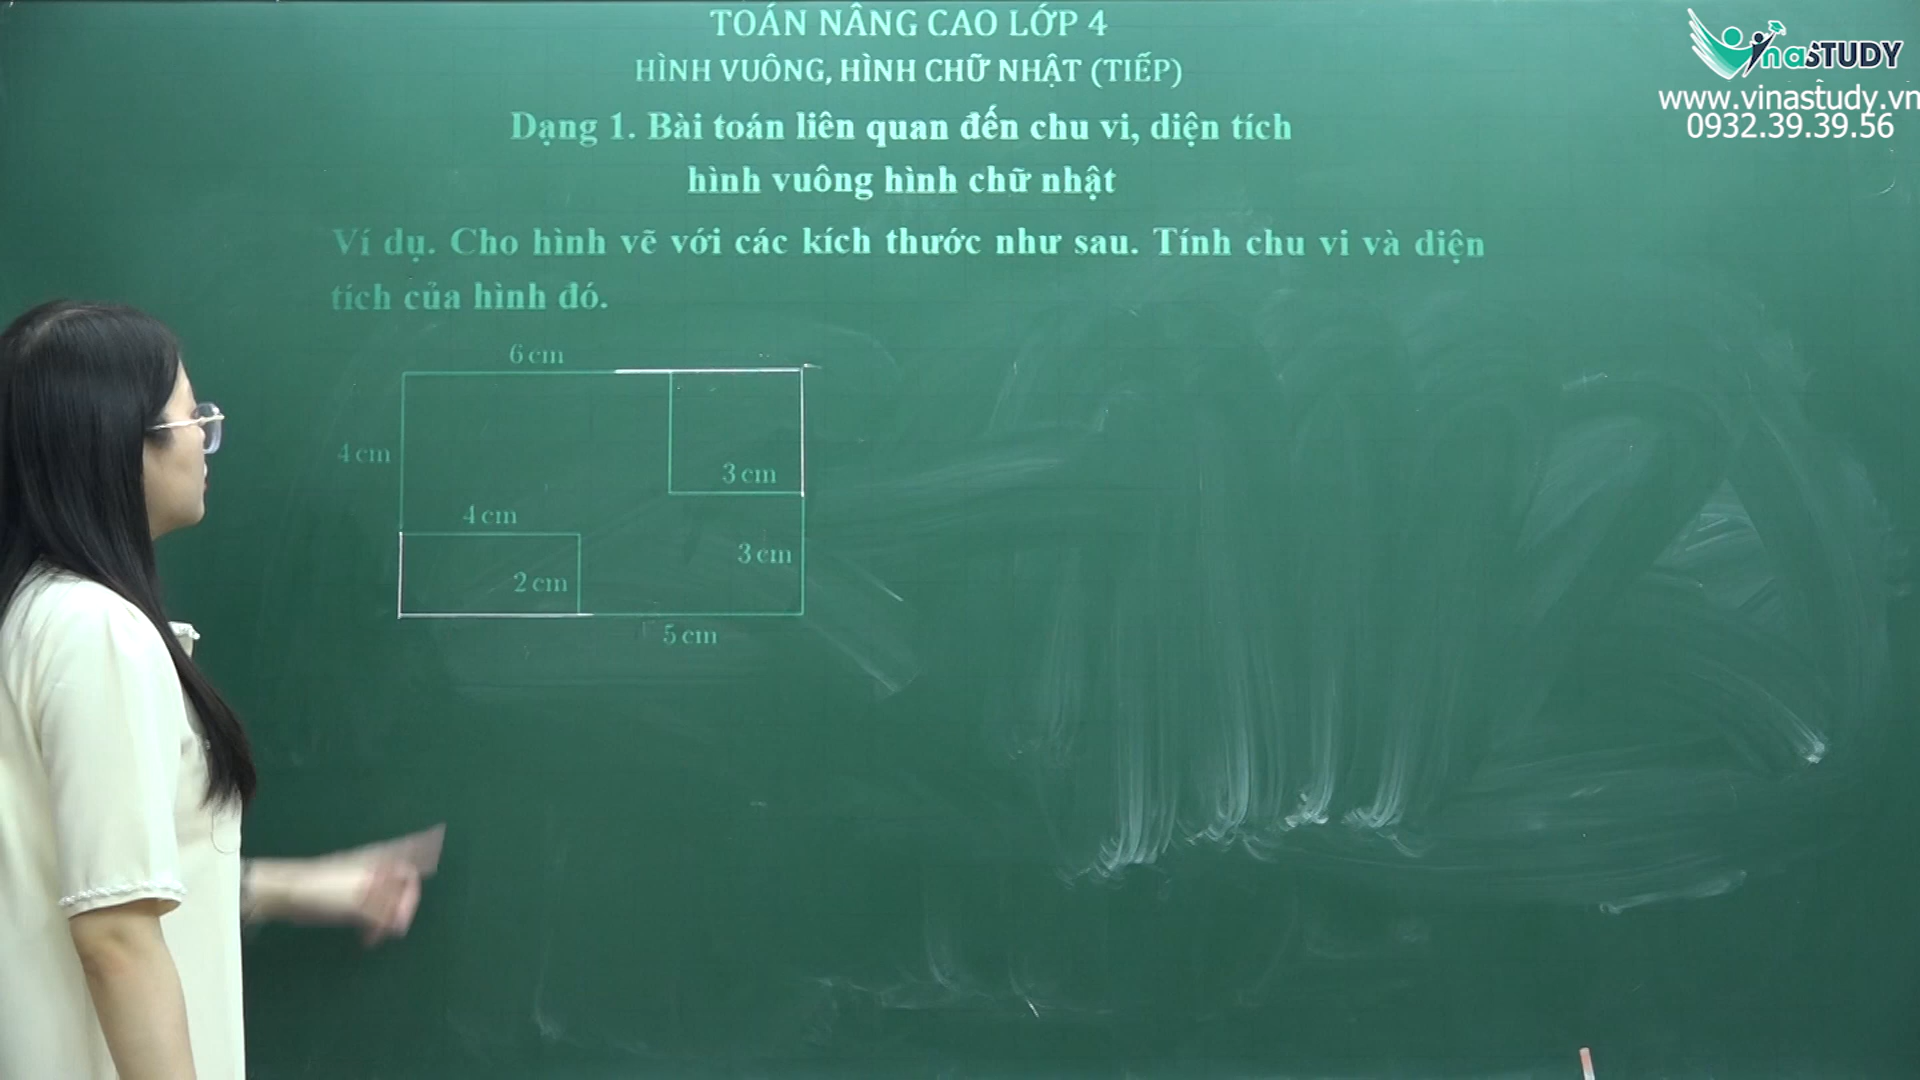 TOÁN NÂNG CAO LỚP 4
HÌNH VUÔNG, HÌNH CHỮ NHẬT (TIẾP)
Dạng 1. Bài toán liên quan đến chu vi, diện tích
hình vuông hình chữ nhật
Ví dụ. Cho hình vẽ với các kích thước như sau. Tính chu vi và diện
tích của hình đó.
6 cm
4 cm
3 cm
4 cm
3 cm
2 cm
5 cm
VinaSTUDY
www.vinastudy.vn
0932.39.39.56